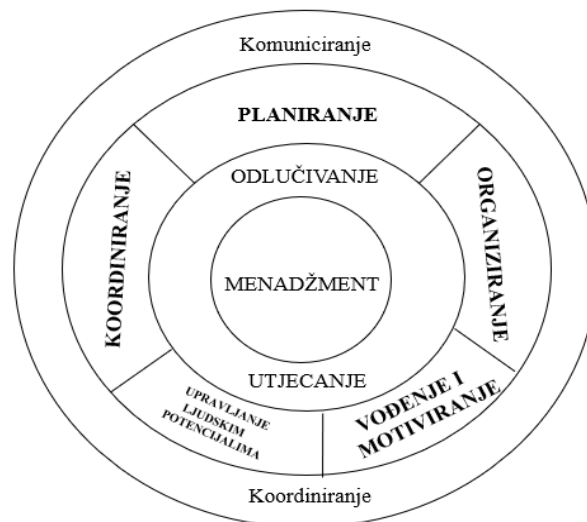 Komuniciranje
PLANIRANJE
ODLUČIVANJE
KOORDINIRANJE
ORGANIZIRANJE
MENADŽMENT
UTJECANJE
UPRAVLJANJE
LJUDSKIM
POTENCIJALIMA
VOĐENJE I
MOTIVIRANJE
Koordiniranje